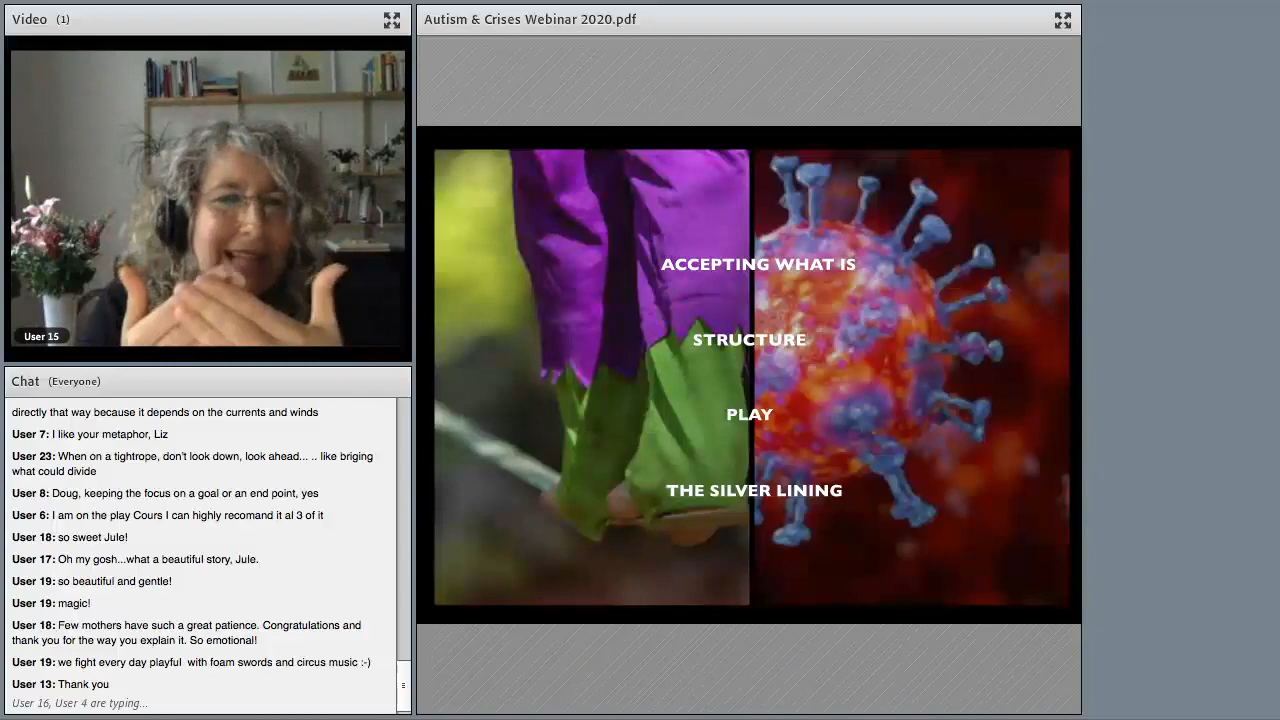 Video (1)
User 15
Chat (Everyone)
directly that way because it depends on the currents and winds
User 7: I like your metaphor, Liz
User 23: When on a tightrope, don't look down, look ahead... .. like briging
what could divide
User 8: Doug, keeping the focus on a goal or an end point, yes
User 6: I am on the play Cours I can highly recomand it al 3 of it
User 18: so sweet Jule!
User 17: Oh my gosh...what a beautiful story, Jule.
User 19: so beautiful and gentle!
User 19: magic!
User 18: Few mothers have such a great patience. Congratulations and
thank you for the way you explain it. So emotional!
User 19: we fight every day playful with foam swords and circus music :-)
User 13: Thank you
User 16, User 4 are typing...
Autism & Crises Webinar 2020.pdf
ACCEPTING WHAT IS
STRUCTURE
PLAY
THE SILVER LINING